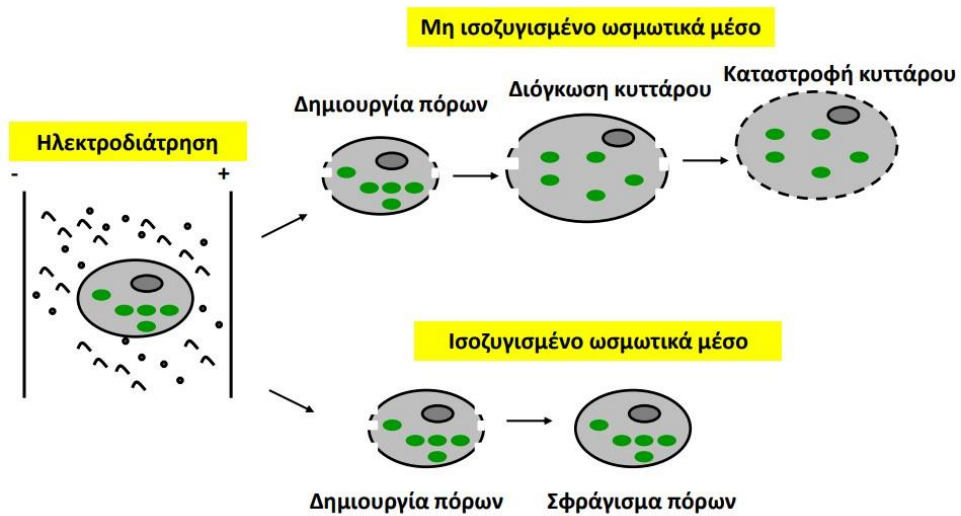 Μη ισοζυγισμένο ωσμωτικά μέσο
Δημιουργία πόρων
Διόγκωση κυττάρου
Καταστροφή κυττάρου
Ηλεκτροδιάτρηση
- +
Ισοζυγισμένο ωσμωτικά μέσο
Δημιουργία πόρων
Σφράγισμα πόρων